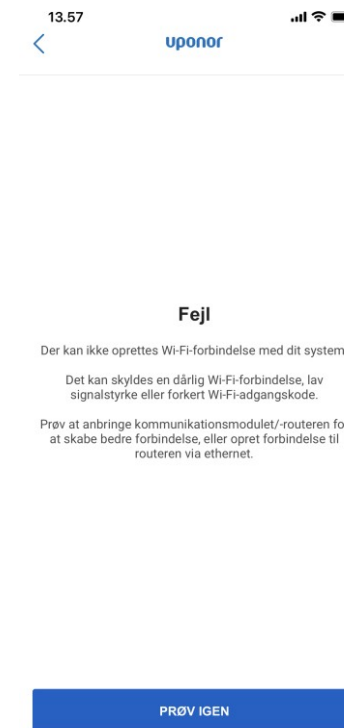 13.57
uponor
Fejl
Der kan ikke oprettes Wi-Fi-forbindelse med dit system
Det kan skyldes en dårlig Wi-Fi-forbindelse, lav
signalstyrke eller forkert Wi-Fi-adgangskode.
Prøv at anbringe kommunikationsmodulet/-routeren fo
at skabe bedre forbindelse, eller opret forbindelse til
routeren via ethernet.
PRØV IGEN